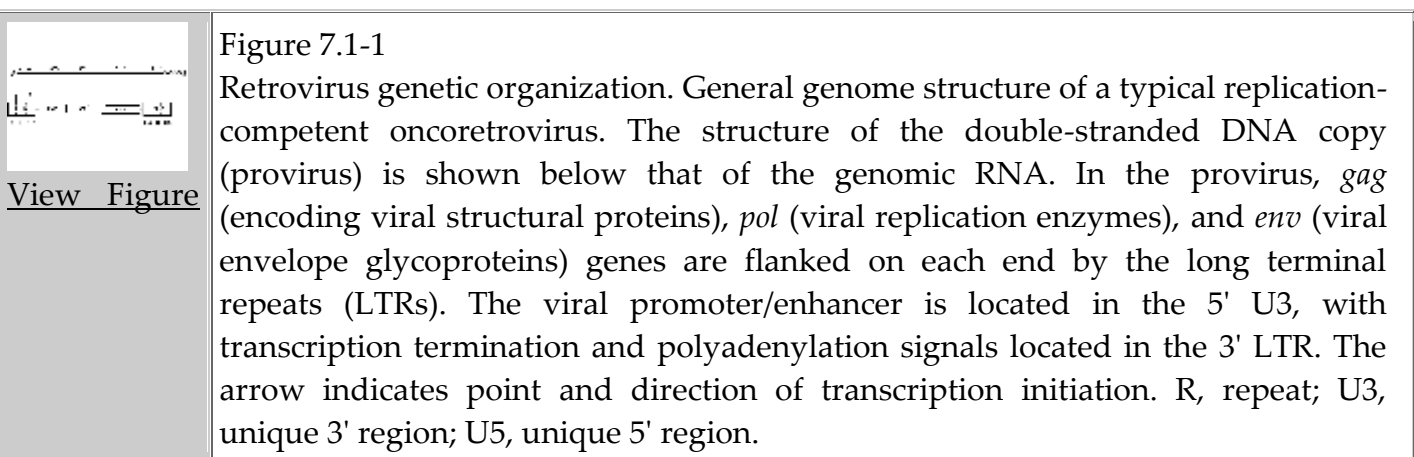 View Figure
Figure 7.1-1
Retrovirus genetic organization. General genome structure of a typical replication-
competent oncoretrovirus. The structure of the double-stranded DNA copy
(provirus) is shown below that of the genomic RNA. In the provirus, gag
(encoding viral structural proteins), pol (viral replication enzymes), and env (viral
envelope glycoproteins) genes are flanked on each end by the long terminal
repeats (LTRs). The viral promoter/enhancer is located in the 5' U3, with
transcription termination and polyadenylation signals located in the 3' LTR. The
arrow indicates point and direction of transcription initiation. R, repeat; U3,
unique 3' region; U5, unique 5' region.